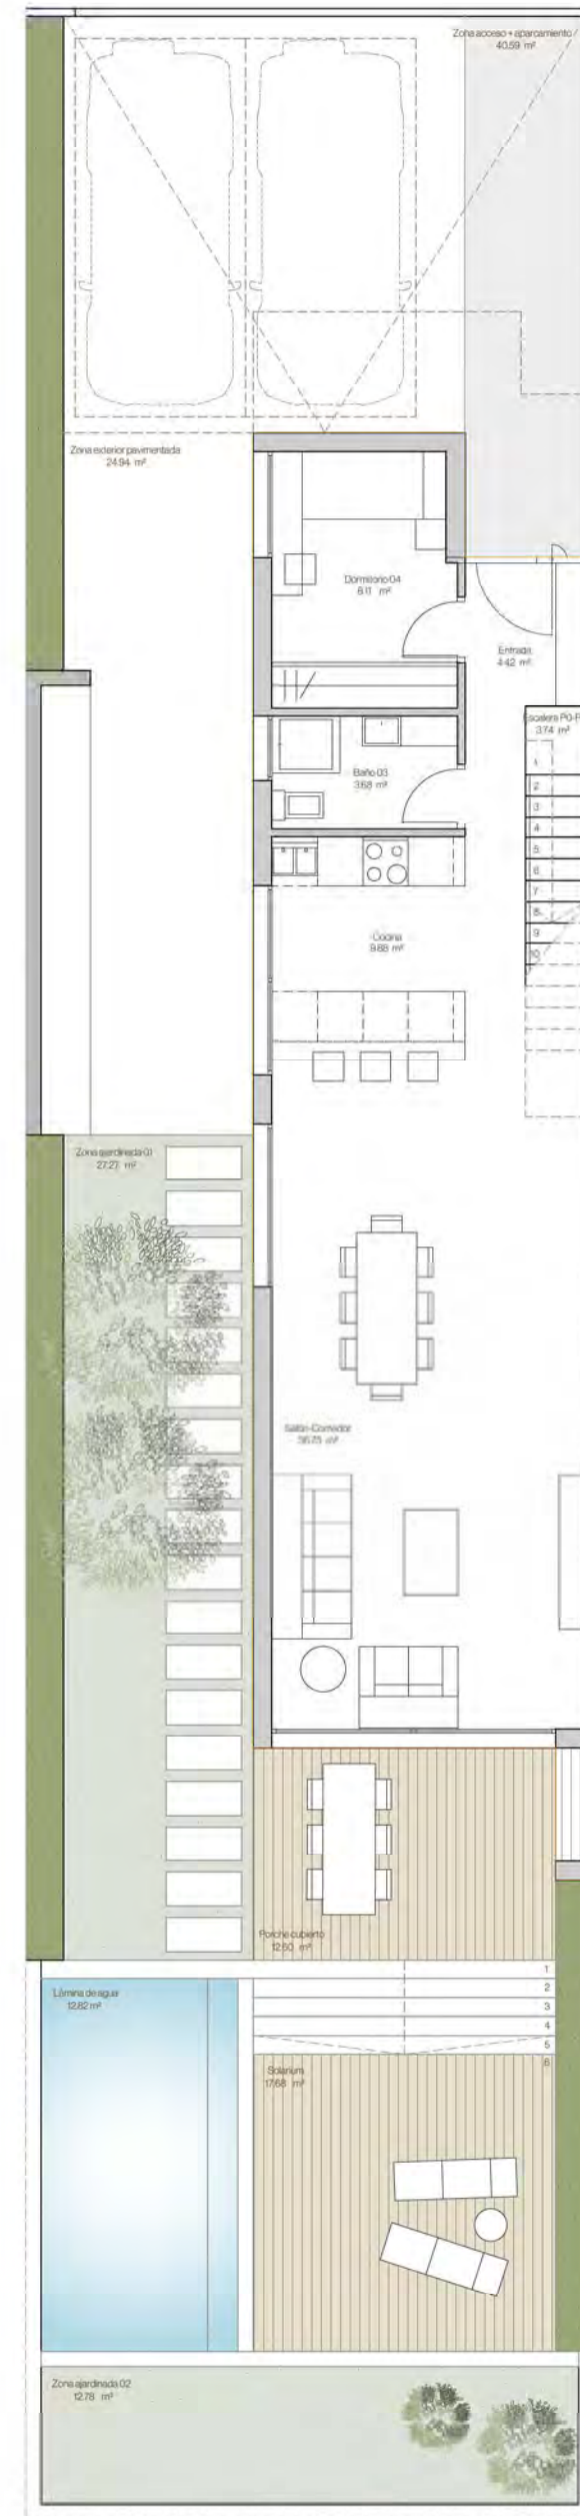 Zona acceso + aparcamiento /
40.59 m²
Zona exterior pavimentada
24.94 m²
Dormitorio 04
8.11 m²
Entrada
4.42 m²
Escalera P0-P
3.74 m²
1
2
3
4
5
6
7
8
9
10
Baño 03
3.68 m²
Cocina
9.88 m²
Zona ajardinada 01
27.27 m²
Salón-Comedor
36.75 m²
Porche cubierto
12.60 m²
1
2
3
4
5
6
Lámina de agua
12.82 m²
Solarium
17.68 m²
Zona ajardinada 02
12.78 m²